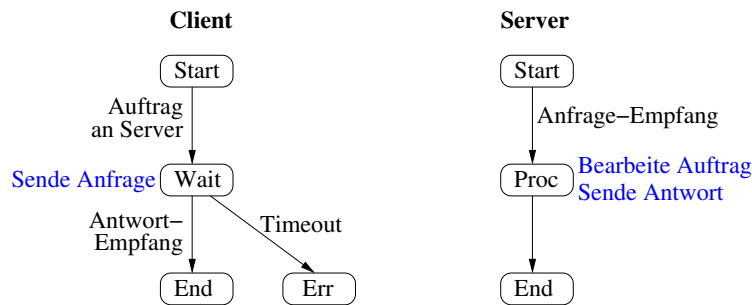 Client
Server
Start
Start
Auftrag
an Server
Anfrage−Empfang
Sende Anfrage
Wait
Proc
Bearbeite Auftrag
Sende Antwort
Antwort−
Empfang
Timeout
End
Err
End